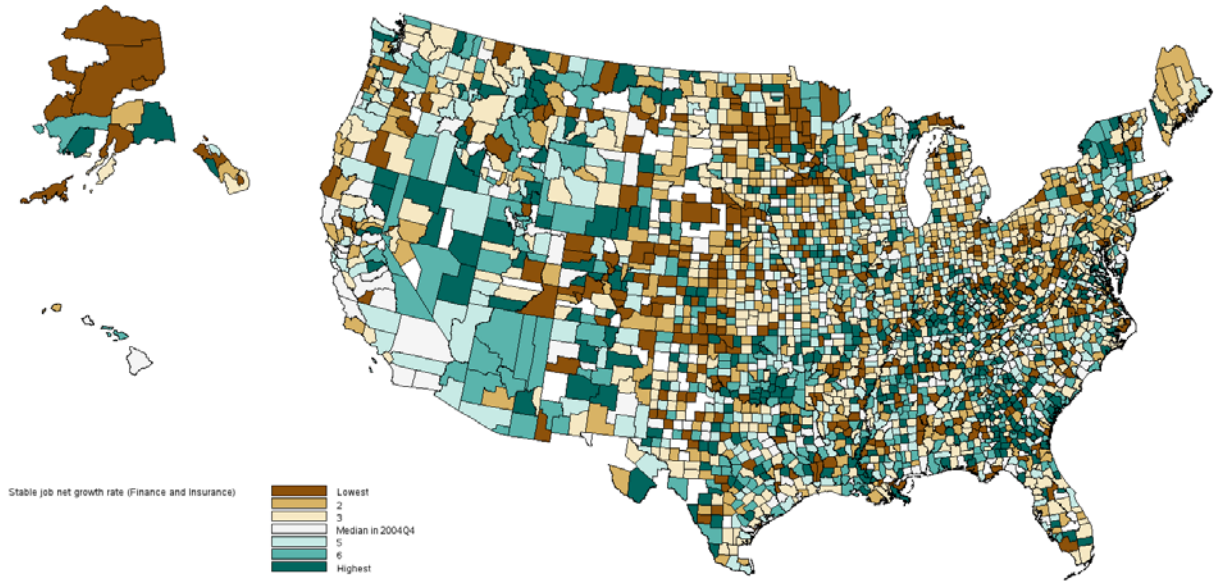 Stable job net growth rate (Finance and Insurance)
Lowest
2
3
Median in 2004Q4
5
6
Highest